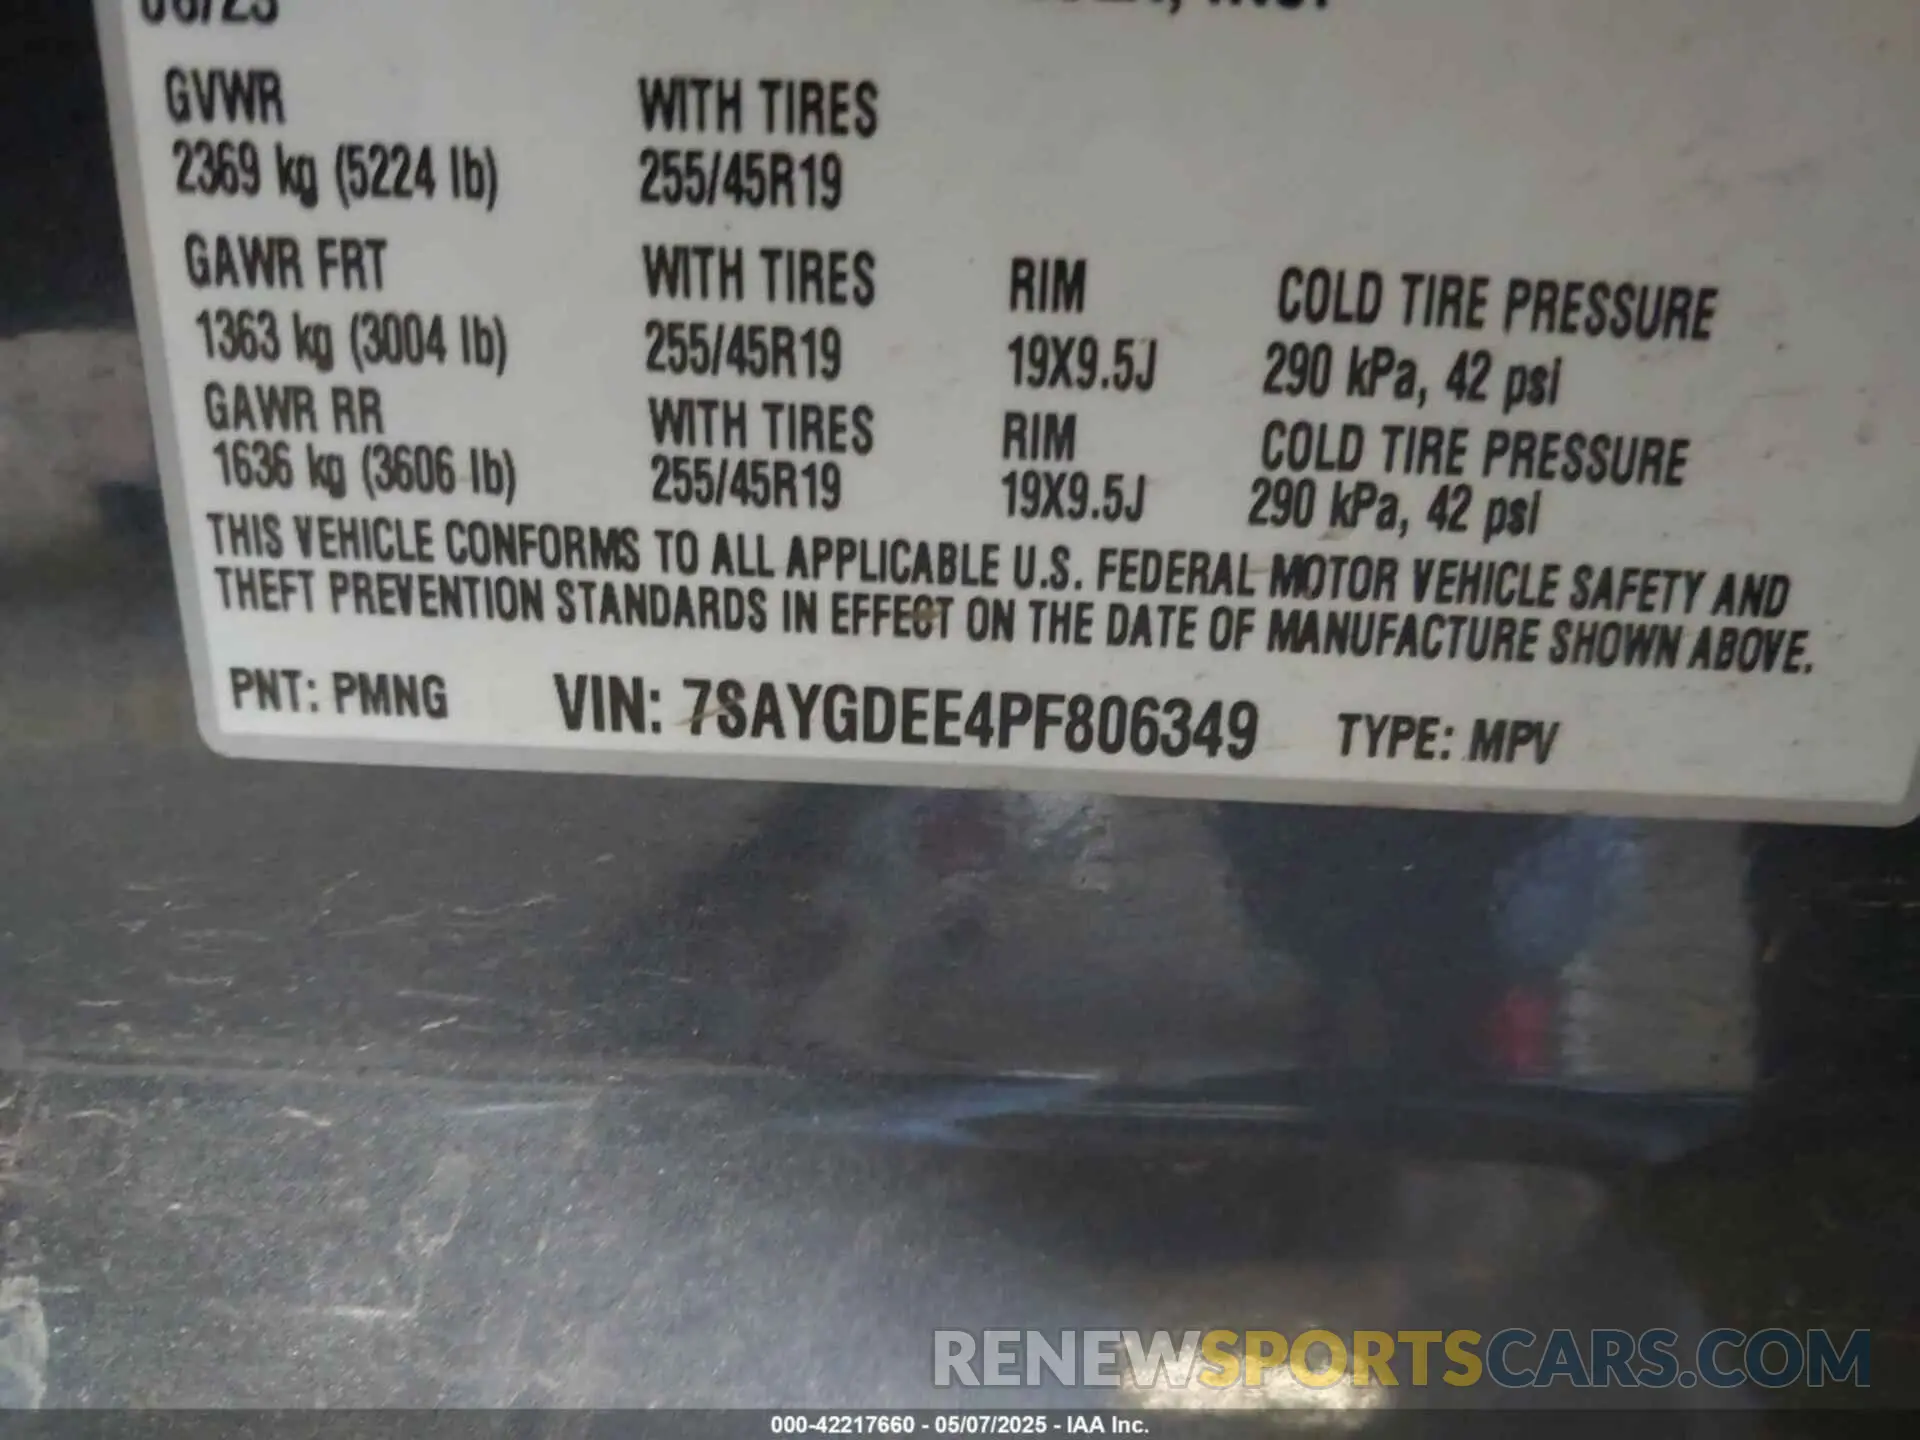 06/23
GVWR WITH TIRES
2369 kg (5224 lb) 255/45R19
GAWR FRT WITH TIRES RIM COLD TIRE PRESSURE
1363 kg (3004 lb) 255/45R19 19X9.5J 290 kPa, 42 psi
GAWR RR WITH TIRES RIM COLD TIRE PRESSURE
1636 kg (3606 lb) 255/45R19 19X9.5J 290 kPa, 42 psi
THIS VEHICLE CONFORMS TO ALL APPLICABLE U.S. FEDERAL MOTOR VEHICLE SAFETY AND
THEFT PREVENTION STANDARDS IN EFFECT ON THE DATE OF MANUFACTURE SHOWN ABOVE.
PNT: PMNG VIN: 7SAYGDEE4PF806349 TYPE: MPV
RENEWSPORTSCARS.COM
000-42217660 - 05/07/2025 - IAA Inc.